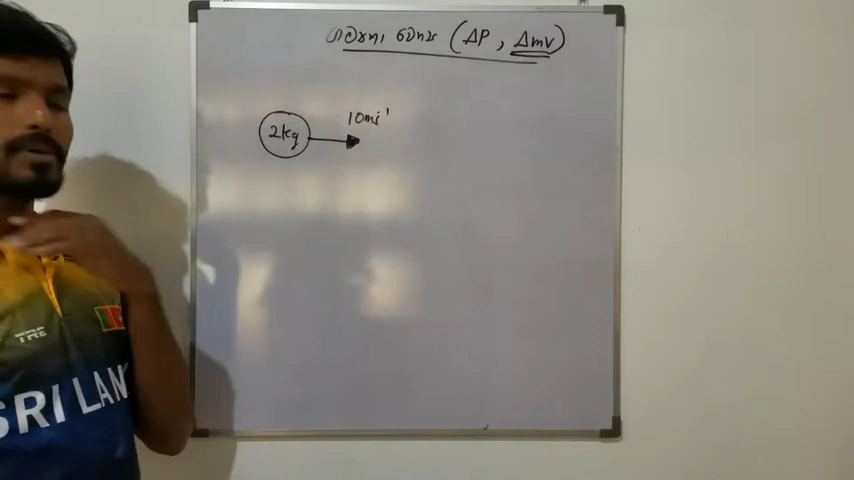 ගම්‍යතා වෙනස (ΔP, Δmv)
10ms⁻¹
2kg
TRE
SRI LAN